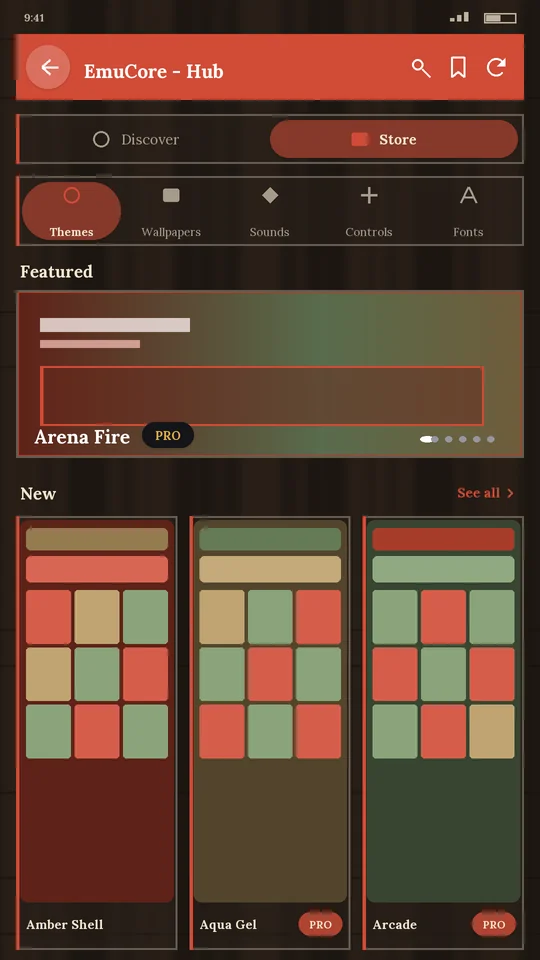 9:41
EmuCore - Hub
Discover
Store
Themes
Wallpapers
Sounds
Controls
Fonts
Featured
Arena Fire
PRO
New
See all
Amber Shell
Aqua Gel
PRO
Arcade
PRO